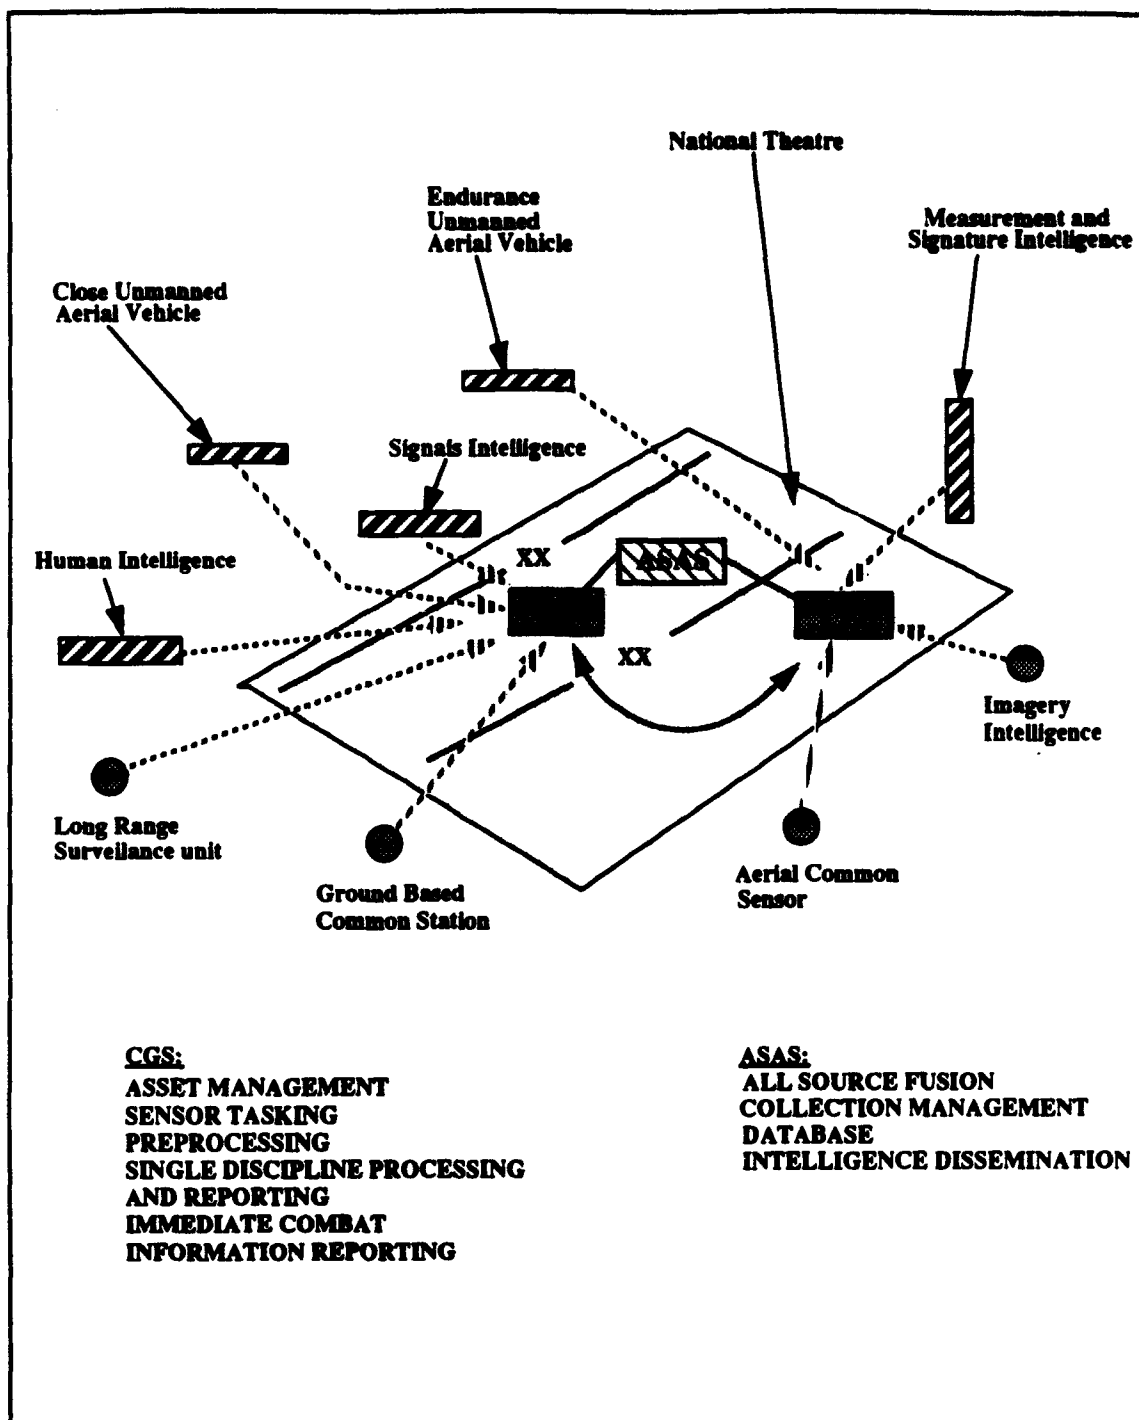 National Theatre
Endurance
Unmanned
Aerial Vehicle
Measurement and
Signature Intelligence
Close Unmanned
Aerial Vehicle
Signals Intelligence
Human Intelligence
XX
ASAS
XX
Imagery
Intelligence
Long Range
Surveillance unit
Ground Based
Common Station
Aerial Common
Sensor
CGS:
ASSET MANAGEMENT
SENSOR TASKING
PREPROCESSING
SINGLE DISCIPLINE PROCESSING
AND REPORTING
IMMEDIATE COMBAT
INFORMATION REPORTING
ASAS:
ALL SOURCE FUSION
COLLECTION MANAGEMENT
DATABASE
INTELLIGENCE DISSEMINATION